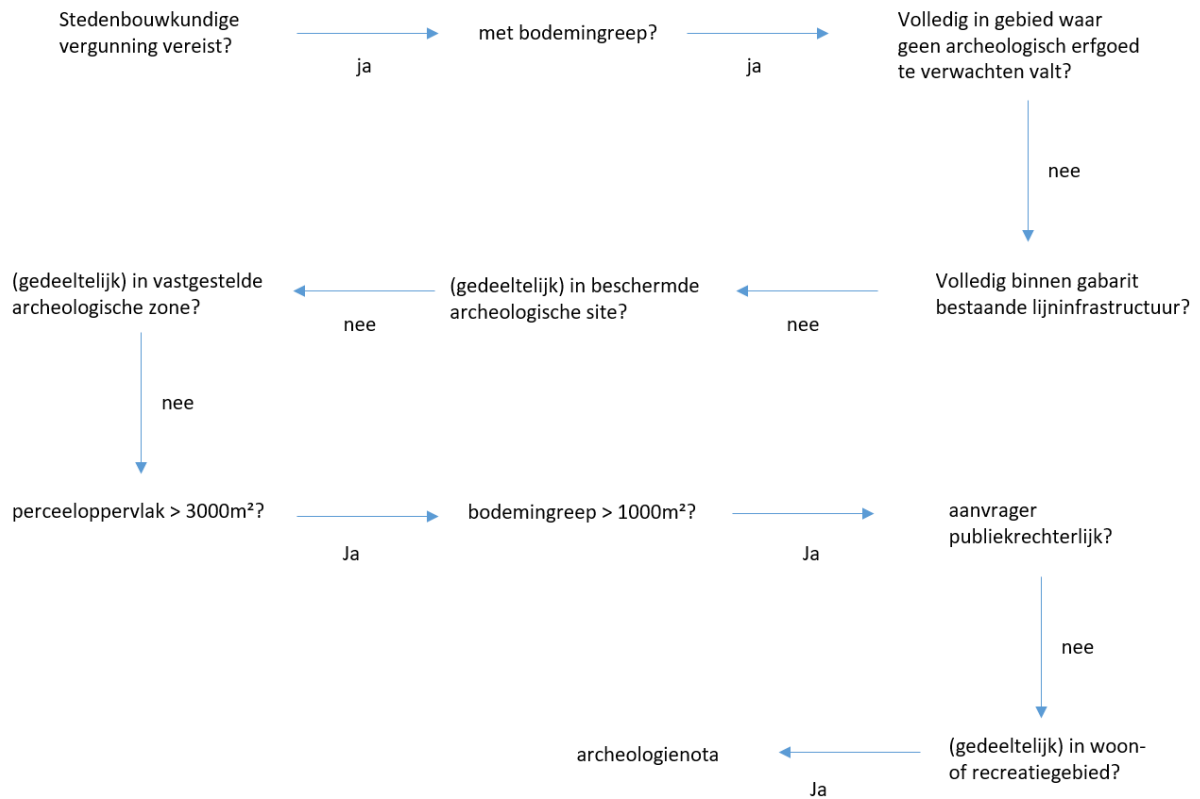 Stedenbouwkundige
vergunning vereist?
ja
met bodemingreep?
ja
Volledig in gebied waar
geen archeologisch erfgoed
te verwachten valt?
nee
Volledig binnen gabarit
bestaande lijninfrastructuur?
nee
(gedeeltelijk) in beschermde
archeologische site?
nee
(gedeeltelijk) in vastgestelde
archeologische zone?
nee
perceeloppervlak > 3000m²?
Ja
bodemingreep > 1000m²?
Ja
aanvrager
publiekrechterlijk?
nee
(gedeeltelijk) in woon-
of recreatiegebied?
Ja
archeologienota